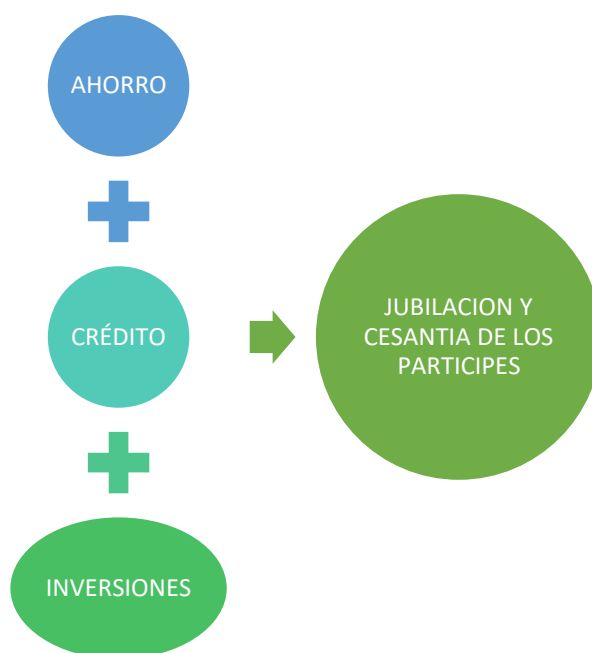 AHORRO
CRÉDITO
INVERSIONES
JUBILACION Y
CESANTIA DE LOS
PARTICIPES